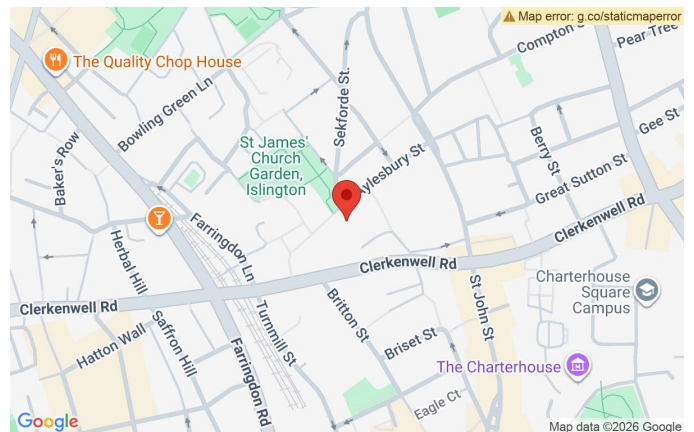 Map error: g.co/staticmaperror
Compton S
Pear Tree
The Quality Chop House
Sekforde St.
Bowling Green Ln
Gee St
St James'
Church
Garden,
Islington
Baker's Row
Aylesbury St
Berry St
Great Sutton St
Clerkenwell Rd
Farringdon Ln
Herbal Hill
Clerkenwell Rd
Charterhouse
Square
Campus
Clerkenwell Rd
St John St
Turnmill St
Britton St
Saffron Hill
Hatton Wall
Briset St
Farringdon Rd
The Charterhouse
Eagle Ct
Google
Map data ©2026 Google